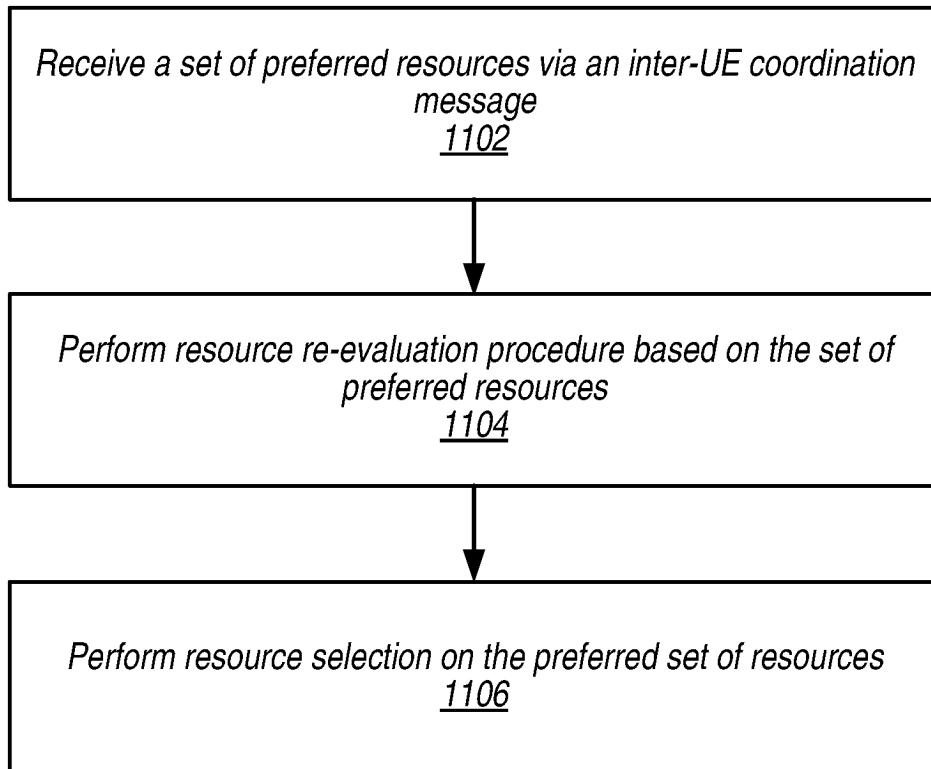 Receive a set of preferred resources via an inter-UE coordination
message
1102
Perform resource re-evaluation procedure based on the set of
preferred resources
1104
Perform resource selection on the preferred set of resources
1106